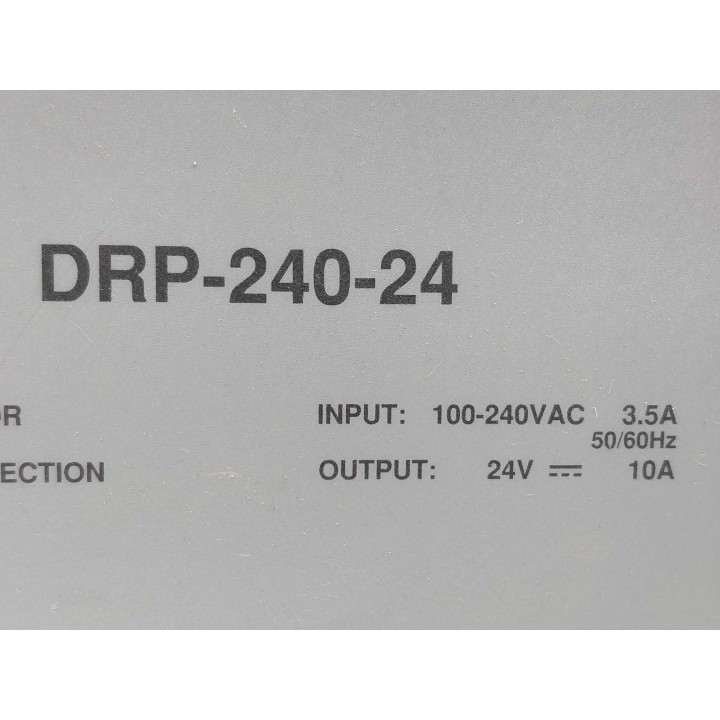 DRP-240-24
OR INPUT: 100-240VAC 3.5A
50/60Hz
ECTION OUTPUT: 24V ⎓ 10A